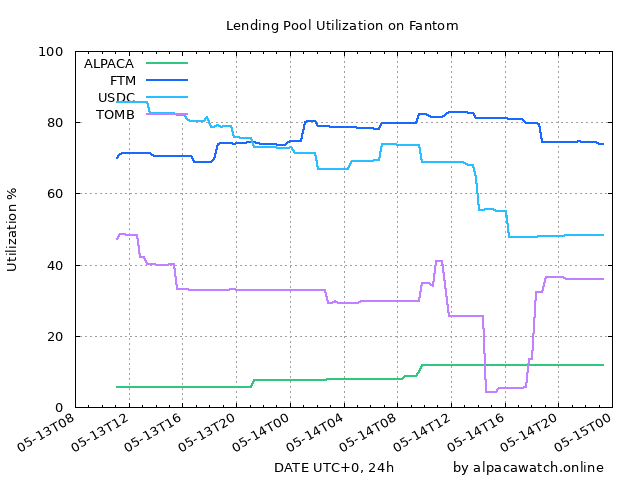 Lending Pool Utilization on Fantom
100
80
60
40
20
0
Utilization %
ALPACA
FTM
USDC
TOMB
05-13T08
05-13T12
05-13T16
05-13T20
05-14T00
05-14T04
05-14T08
05-14T12
05-14T16
05-14T20
05-15T00
DATE UTC+0, 24h
by alpacawatch.online